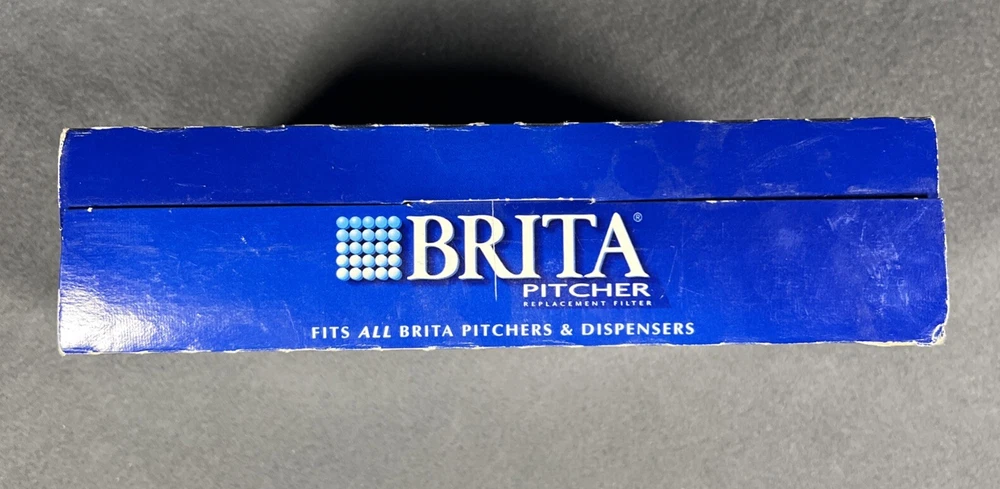 BRITA®
PITCHER
REPLACEMENT FILTER
FITS ALL BRITA PITCHERS & DISPENSERS